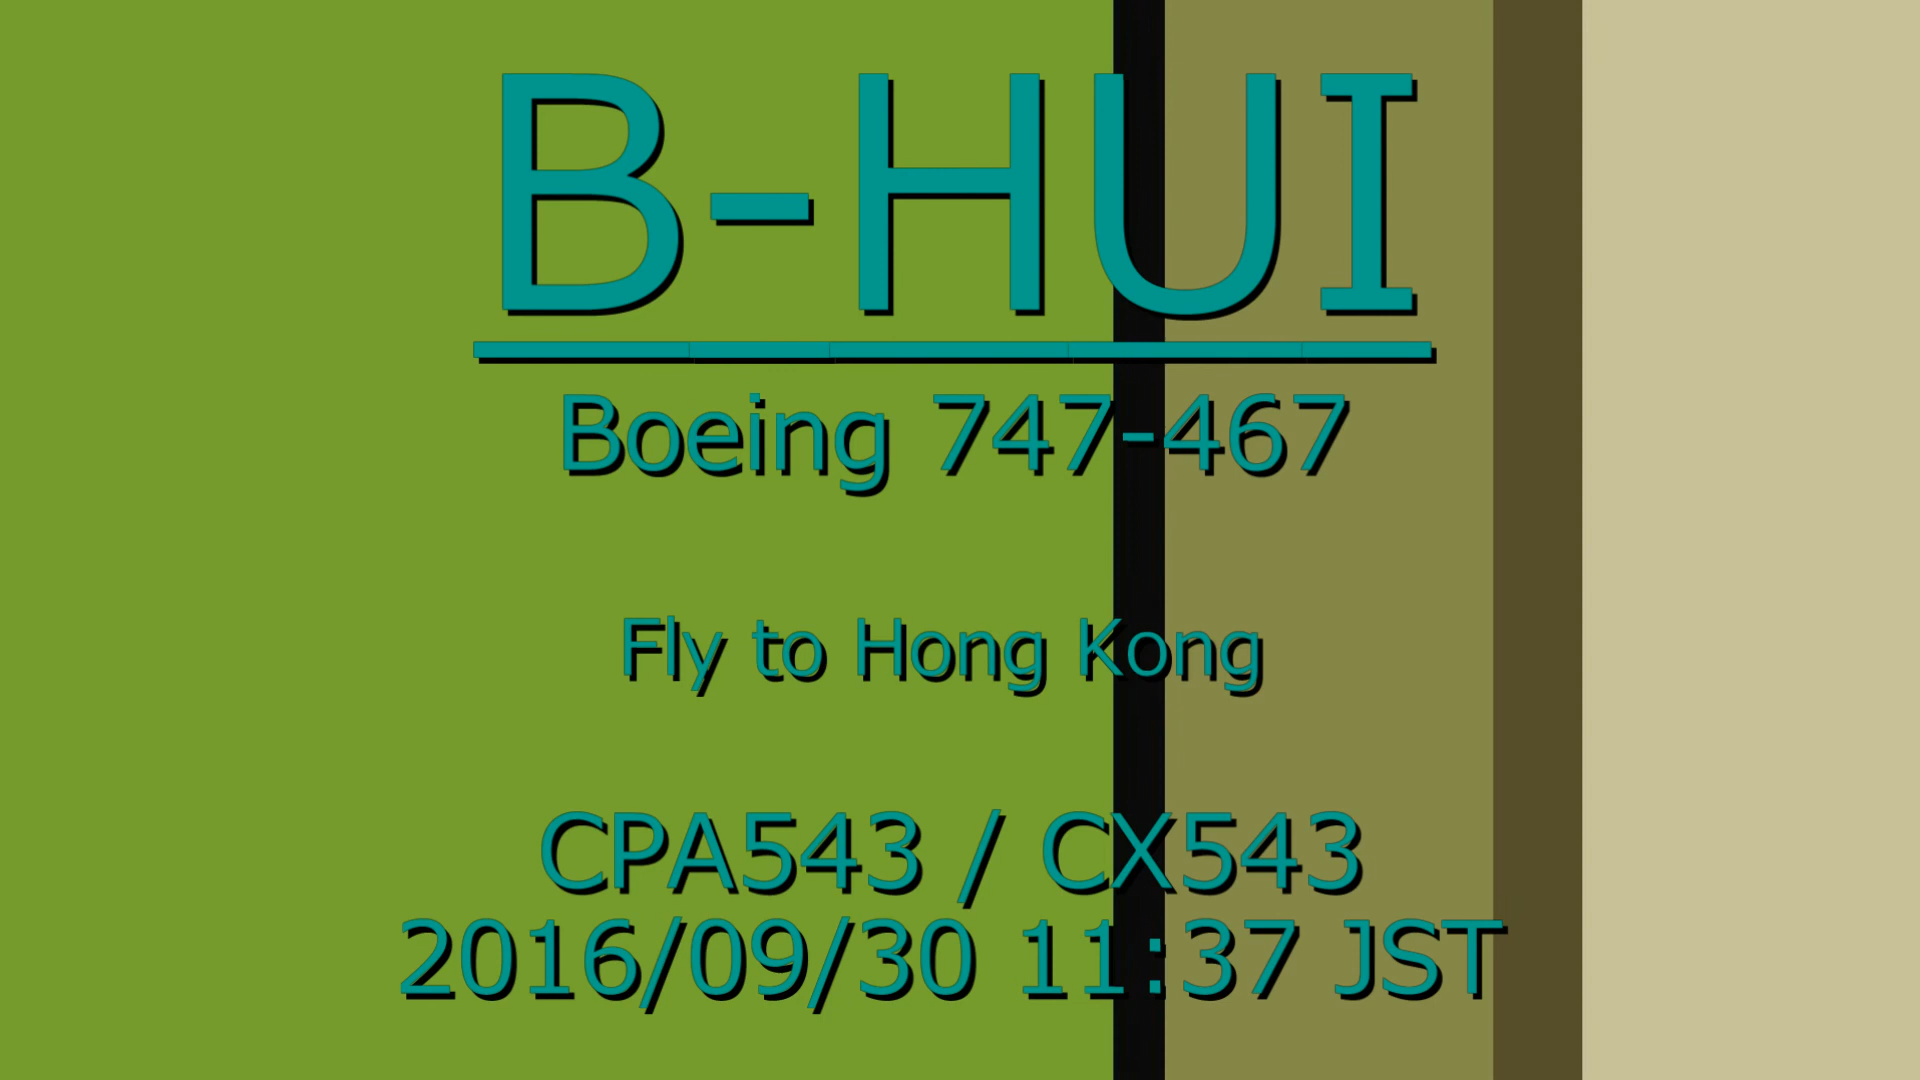 B-HUI
Boeing 747-467
Fly to Hong Kong
CPA543 / CX543
2016/09/30 11:37 JST